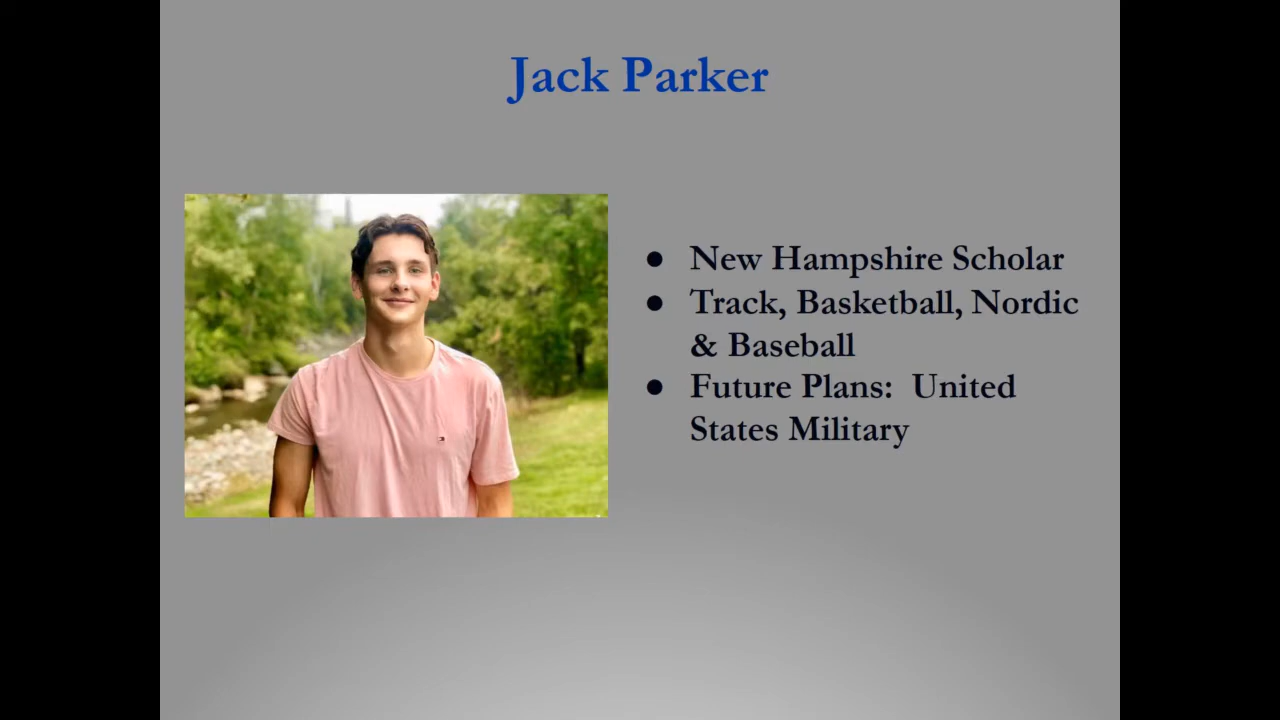 Jack Parker
● New Hampshire Scholar
● Track, Basketball, Nordic
& Baseball
● Future Plans:  United
States Military